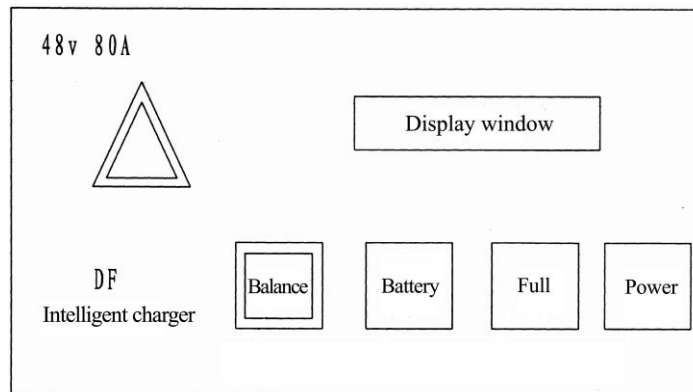 48v 80A
Display window
DF
Intelligent charger
Balance
Battery
Full
Power